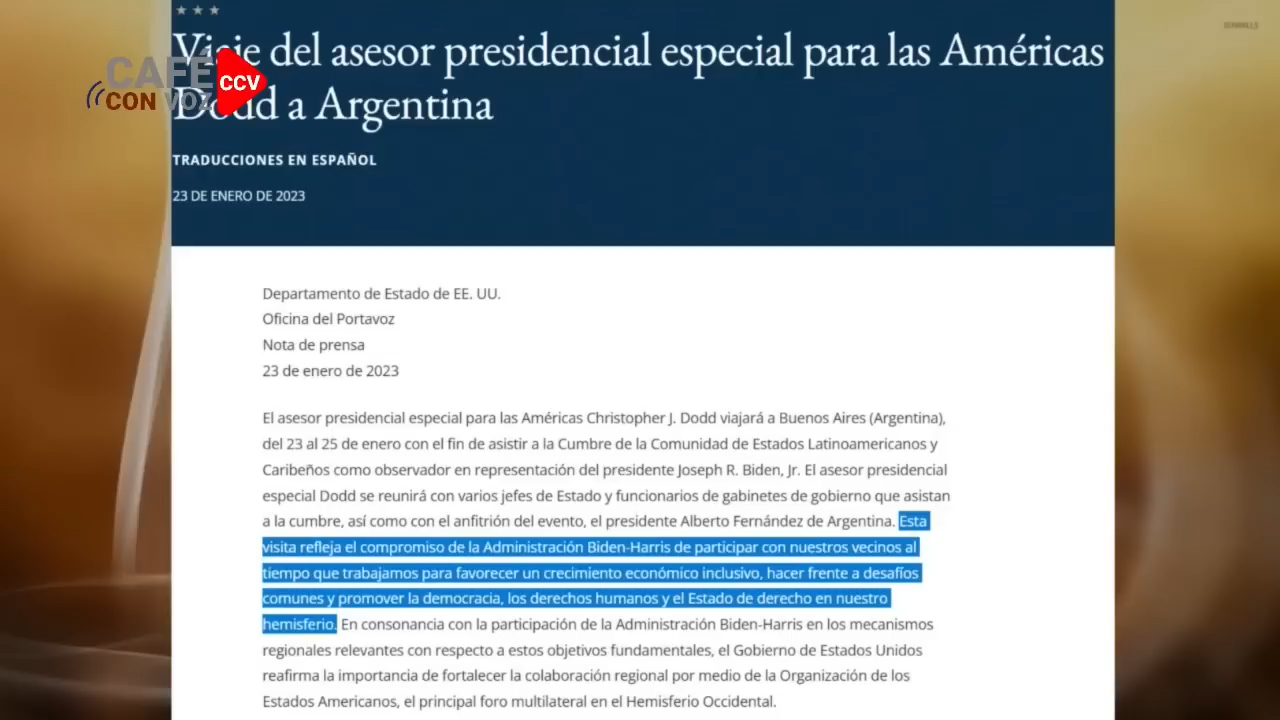 Viaje del asesor presidencial especial para las Américas
Dodd a Argentina
CAFÉ
CON VOZ
CCV
TRADUCCIONES EN ESPAÑOL
23 DE ENERO DE 2023
Departamento de Estado de EE. UU.
Oficina del Portavoz
Nota de prensa
23 de enero de 2023
El asesor presidencial especial para las Américas Christopher J. Dodd viajará a Buenos Aires (Argentina),
del 23 al 25 de enero con el fin de asistir a la Cumbre de la Comunidad de Estados Latinoamericanos y
Caribeños como observador en representación del presidente Joseph R. Biden, Jr. El asesor presidencial
especial Dodd se reunirá con varios jefes de Estado y funcionarios de gabinetes de gobierno que asistan
a la cumbre, así como con el anfitrión del evento, el presidente Alberto Fernández de Argentina. Esta
visita refleja el compromiso de la Administración Biden-Harris de participar con nuestros vecinos al
tiempo que trabajamos para favorecer un crecimiento económico inclusivo, hacer frente a desafíos
comunes y promover la democracia, los derechos humanos y el Estado de derecho en nuestro
hemisferio. En consonancia con la participación de la Administración Biden-Harris en los mecanismos
regionales relevantes con respecto a estos objetivos fundamentales, el Gobierno de Estados Unidos
reafirma la importancia de fortalecer la colaboración regional por medio de la Organización de los
Estados Americanos, el principal foro multilateral en el Hemisferio Occidental.